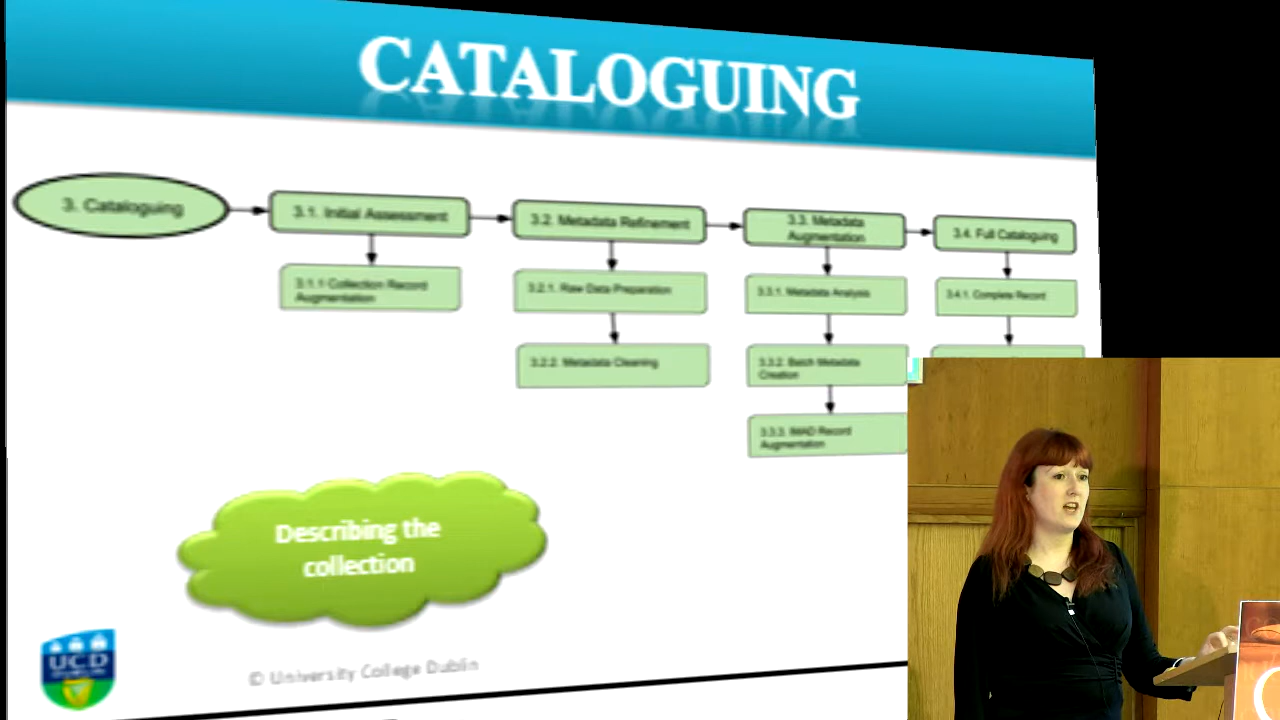 CATALOGUING
3. Cataloguing
3.1. Initial Assessment
3.2. Metadata Refinement
3.3. Metadata
Augmentation
3.4. Full Cataloguing
3.1.1 Collection Record
Augmentation
3.2.1. Raw Data Preparation
3.3.1. Metadata Analysis
3.4.1. Complete Record
3.2.2. Metadata Cleaning
3.3.2. Batch Metadata
Creation
3.3.3. IMAD Record
Augmentation
Describing the
collection
UCD
© University College Dublin